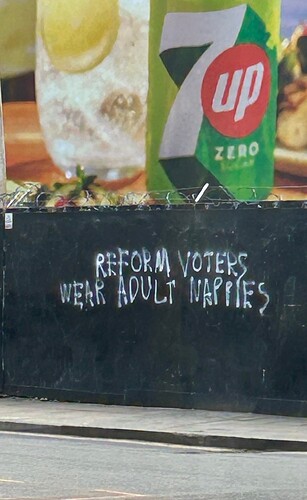 7up
ZERO
REFORM VOTERS
WEAR ADULT NAPPIES